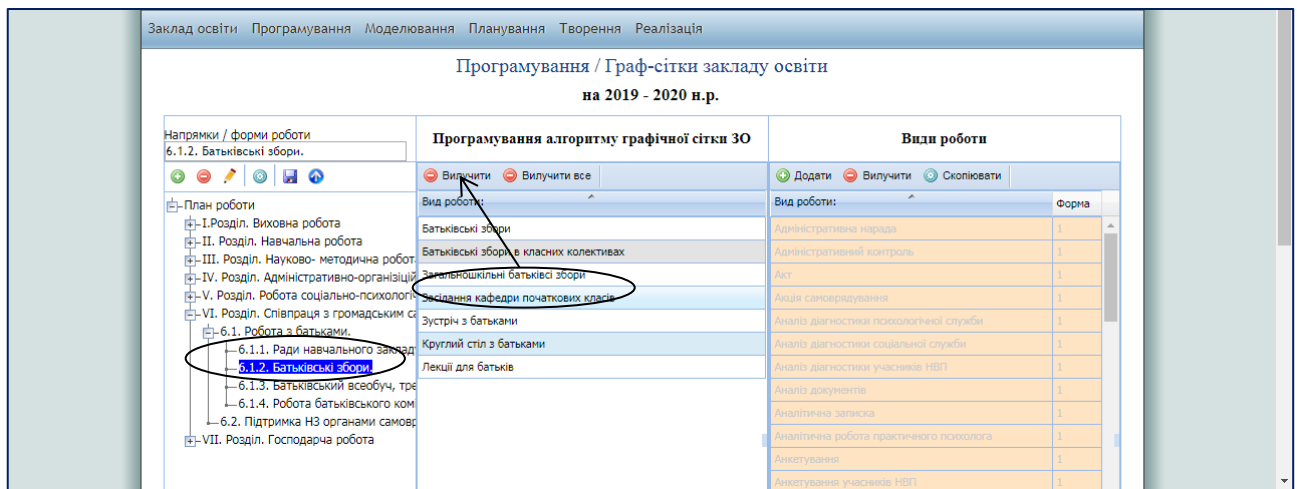 Заклад освіти Програмування Моделювання Планування Творення Реалізація
Програмування / Граф-сітки закладу освіти
на 2019 - 2020 н.р.
Напрямки / форми роботи
6.1.2. Батьківські збори.
План роботи
І.Розділ. Виховна робота
ІІ. Розділ. Навчальна робота
ІІІ. Розділ. Науково- методична робот
IV. Розділ. Адміністративно-організіцій
V. Розділ. Робота соціально-психологіч
VI. Розділ. Співпраця з громадським са
6.1. Робота з батьками.
6.1.1. Ради навчального заклад
6.1.2. Батьківські збори.
6.1.3. Батьківський всеобуч, тре
6.1.4. Робота батьківського ком
6.2. Підтримка НЗ органами самовр
VII. Розділ. Господарча робота
Програмування алгоритму графічної сітки ЗО
Вилучити Вилучити все
Вид роботи:
Батьківські збори
Батьківські збори в класних колективах
Загальношкільні батьківсі збори
Засідання кафедри початкових класів
Зустріч з батьками
Круглий стіл з батьками
Лекції для батьків
Види роботи
Додати Вилучити Скопіювати
Вид роботи: Форма
Адміністративна нарада 1
Адміністративний контроль 1
Акт 1
Акція самоврядування 1
Аналіз діагностики психологічної служби 1
Аналіз діагностики соціальної служби 1
Аналіз діагностики учасників НВП 1
Аналіз документів 1
Аналітична записка 1
Аналітична робота практичного психолога 1
Анкетування 1
Анкетування учасників НВП 1